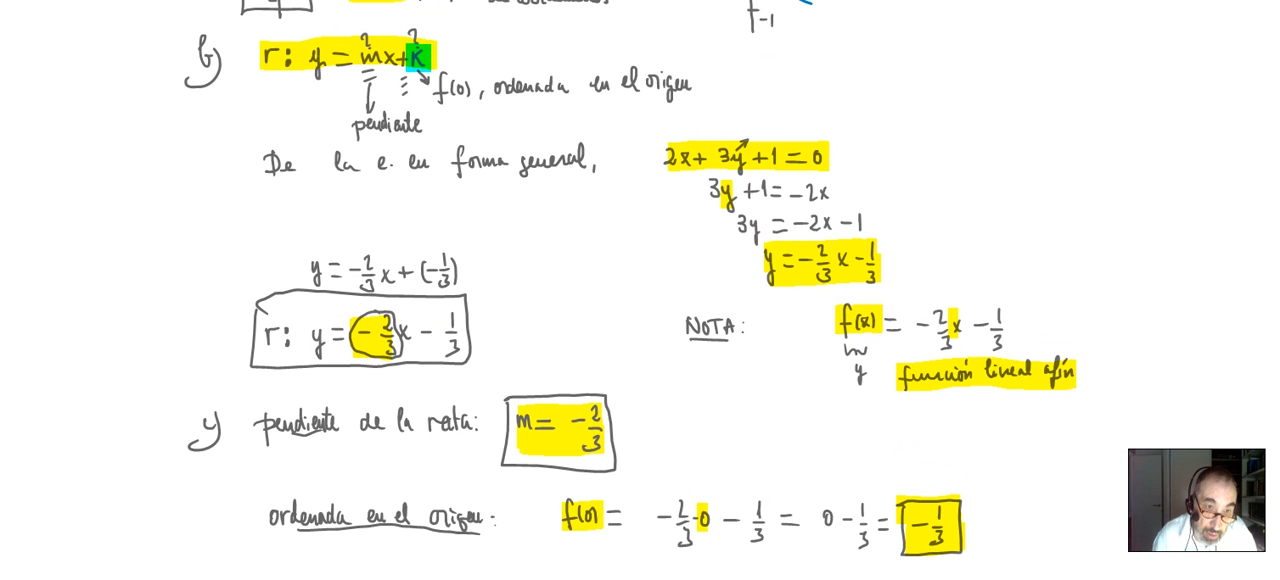 f₋₁
b) r: y = mx + K
f(0), ordenada en el origen
pendiente
De la e. en forma general,
2x + 3y + 1 = 0
3y + 1 = -2x
3y = -2x - 1
y = -2/3 x - 1/3
y = -2/3 x + (-1/3)
r: y = -2/3 x - 1/3
NOTA: f(x) = -2/3 x - 1/3
y
función lineal afín
pendiente de la recta: m = -2/3
ordenada en el origen: f(0) = -2/3·0 - 1/3 = 0 - 1/3 = -1/3